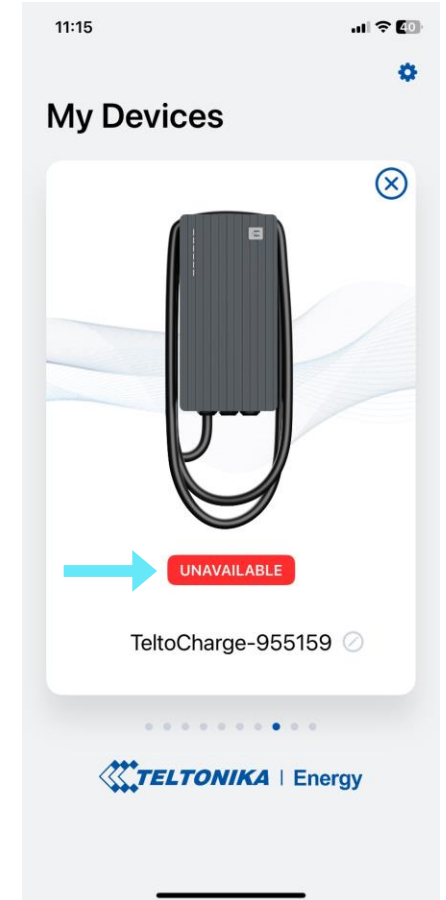 11:15
40
My Devices
UNAVAILABLE
TeltoCharge-955159
TELTONIKA | Energy